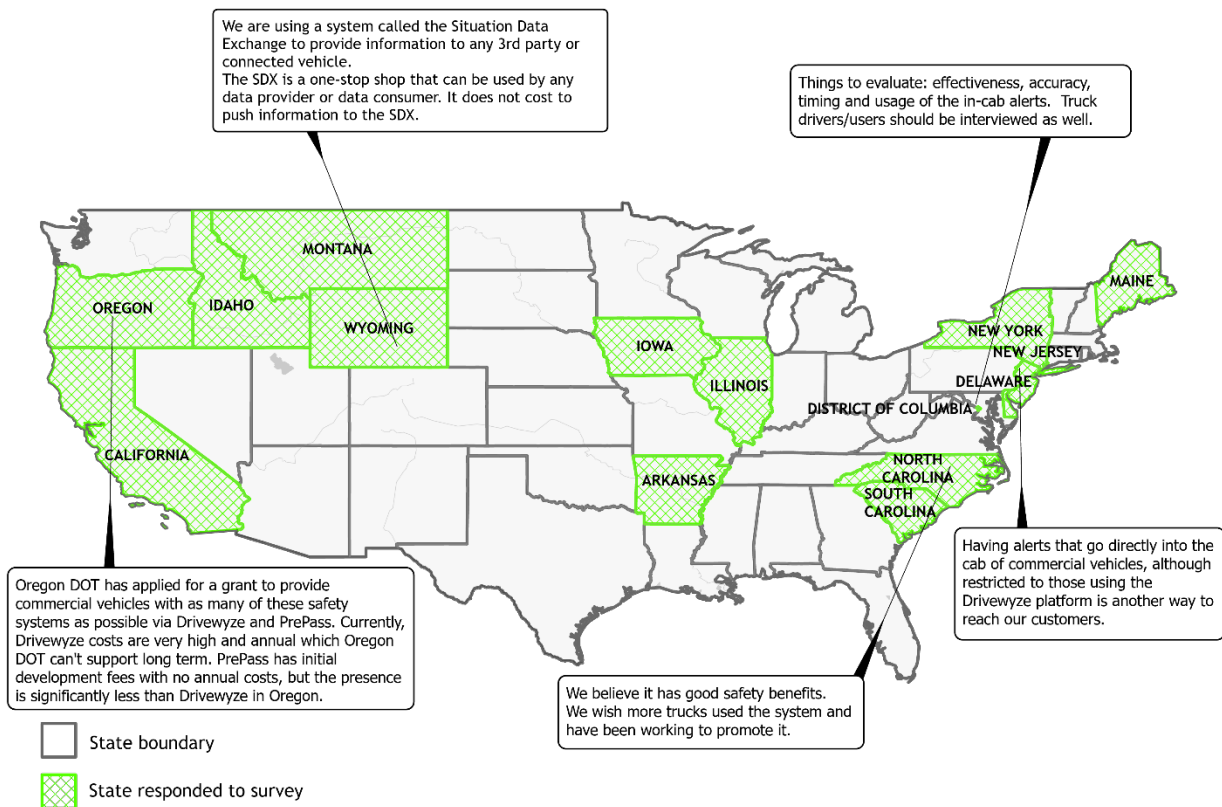 We are using a system called the Situation Data
Exchange to provide information to any 3rd party or
connected vehicle.
The SDX is a one-stop shop that can be used by any
data provider or data consumer. It does not cost to
push information to the SDX.
Things to evaluate: effectiveness, accuracy,
timing and usage of the in-cab alerts.  Truck
drivers/users should be interviewed as well.
MONTANA
OREGON
IDAHO
WYOMING
CALIFORNIA
IOWA
ILLINOIS
ARKANSAS
MAINE
NEW YORK
NEW JERSEY
DELAWARE
DISTRICT OF COLUMBIA
NORTH
CAROLINA
SOUTH
CAROLINA
Oregon DOT has applied for a grant to provide
commercial vehicles with as many of these safety
systems as possible via Drivewyze and PrePass. Currently,
Drivewyze costs are very high and annual which Oregon
DOT can't support long term. PrePass has initial
development fees with no annual costs, but the presence
is significantly less than Drivewyze in Oregon.
Having alerts that go directly into the
cab of commercial vehicles, although
restricted to those using the
Drivewyze platform is another way to
reach our customers.
We believe it has good safety benefits.
We wish more trucks used the system and
have been working to promote it.
State boundary
State responded to survey